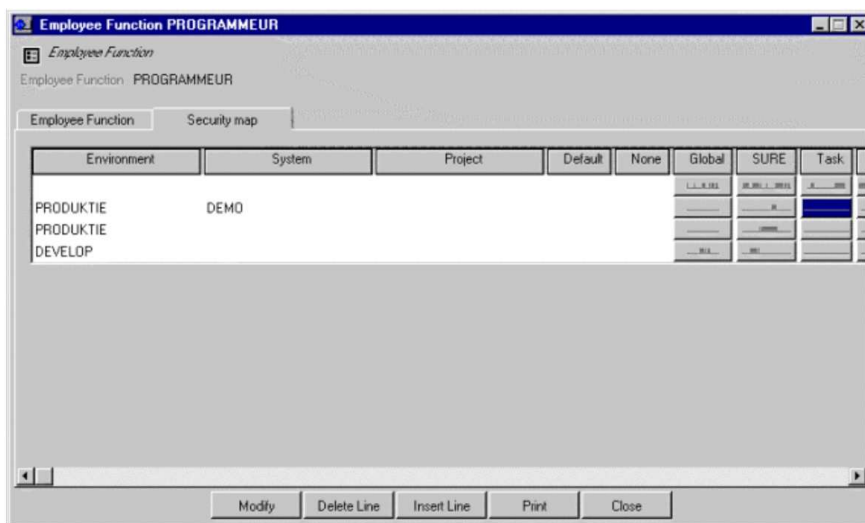 Employee Function PROGRAMMEUR
Employee Function
Employee Function PROGRAMMEUR
Employee Function Security map
Environment System Project Default None Global SURE Task
PRODUKTIE DEMO
PRODUKTIE
DEVELOP
Modify Delete Line Insert Line Print Close